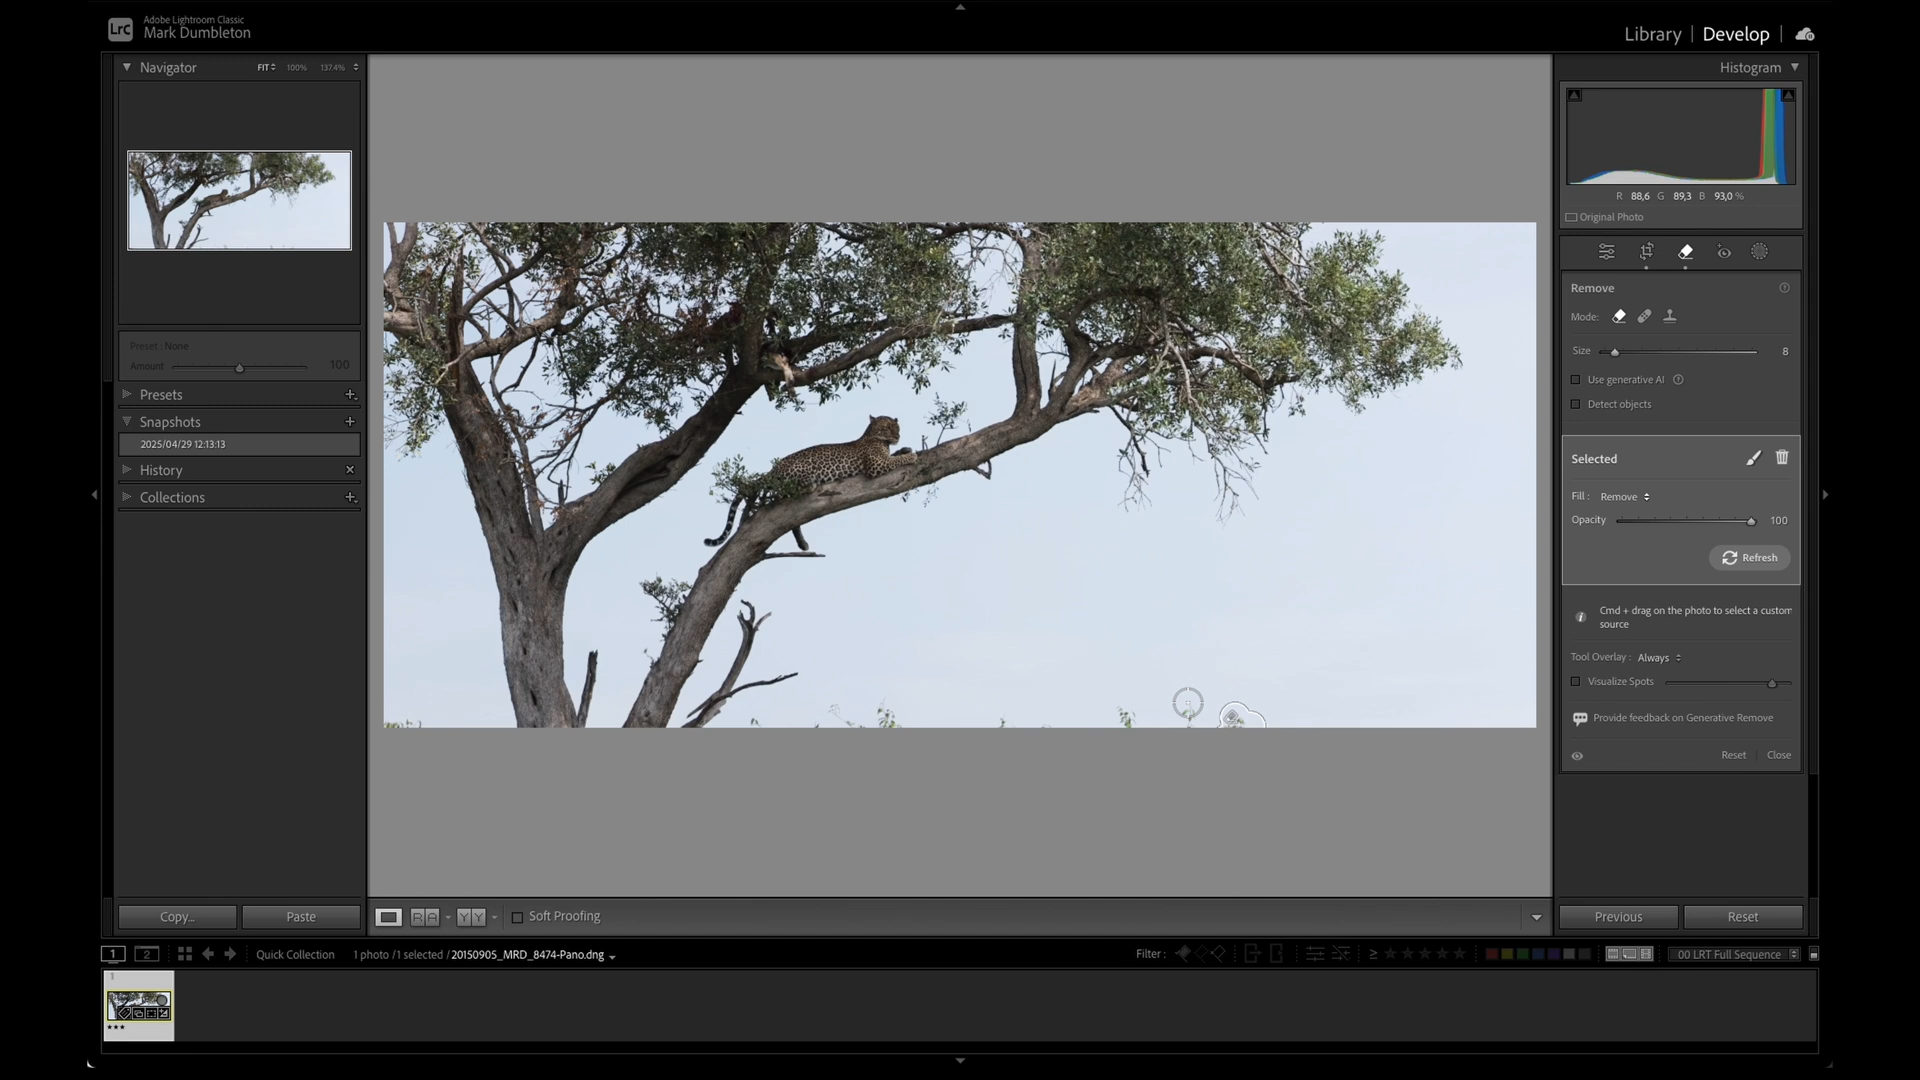 LrC
Adobe Lightroom Classic
Mark Dumbleton
Library
Develop
Navigator
FIT
100%
137.4%
Histogram
R 88,6 G 89,3 B 93,0 %
Original Photo
Remove
Mode:
Size
8
Use generative AI
Detect objects
Selected
Fill: Remove
Opacity
100
Refresh
Cmd + drag on the photo to select a custom
source
Tool Overlay : Always
Visualize Spots
Provide feedback on Generative Remove
Reset
Close
Preset : None
Amount
100
Presets
Snapshots
2025/04/29 12:13:13
History
Collections
Copy...
Paste
R A
Y Y
Soft Proofing
Previous
Reset
1
2
Quick Collection
1 photo /1 selected / 20150905_MRD_8474-Pano.dng
Filter :
≥
00 LRT Full Sequence
1